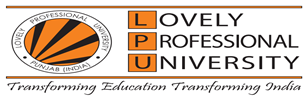 LOVELY PROFESSIONAL UNIVERSITY
PUNJAB (INDIA)
L P U
LOVELY
PROFESSIONAL
UNIVERSITY
Transforming Education Transforming India